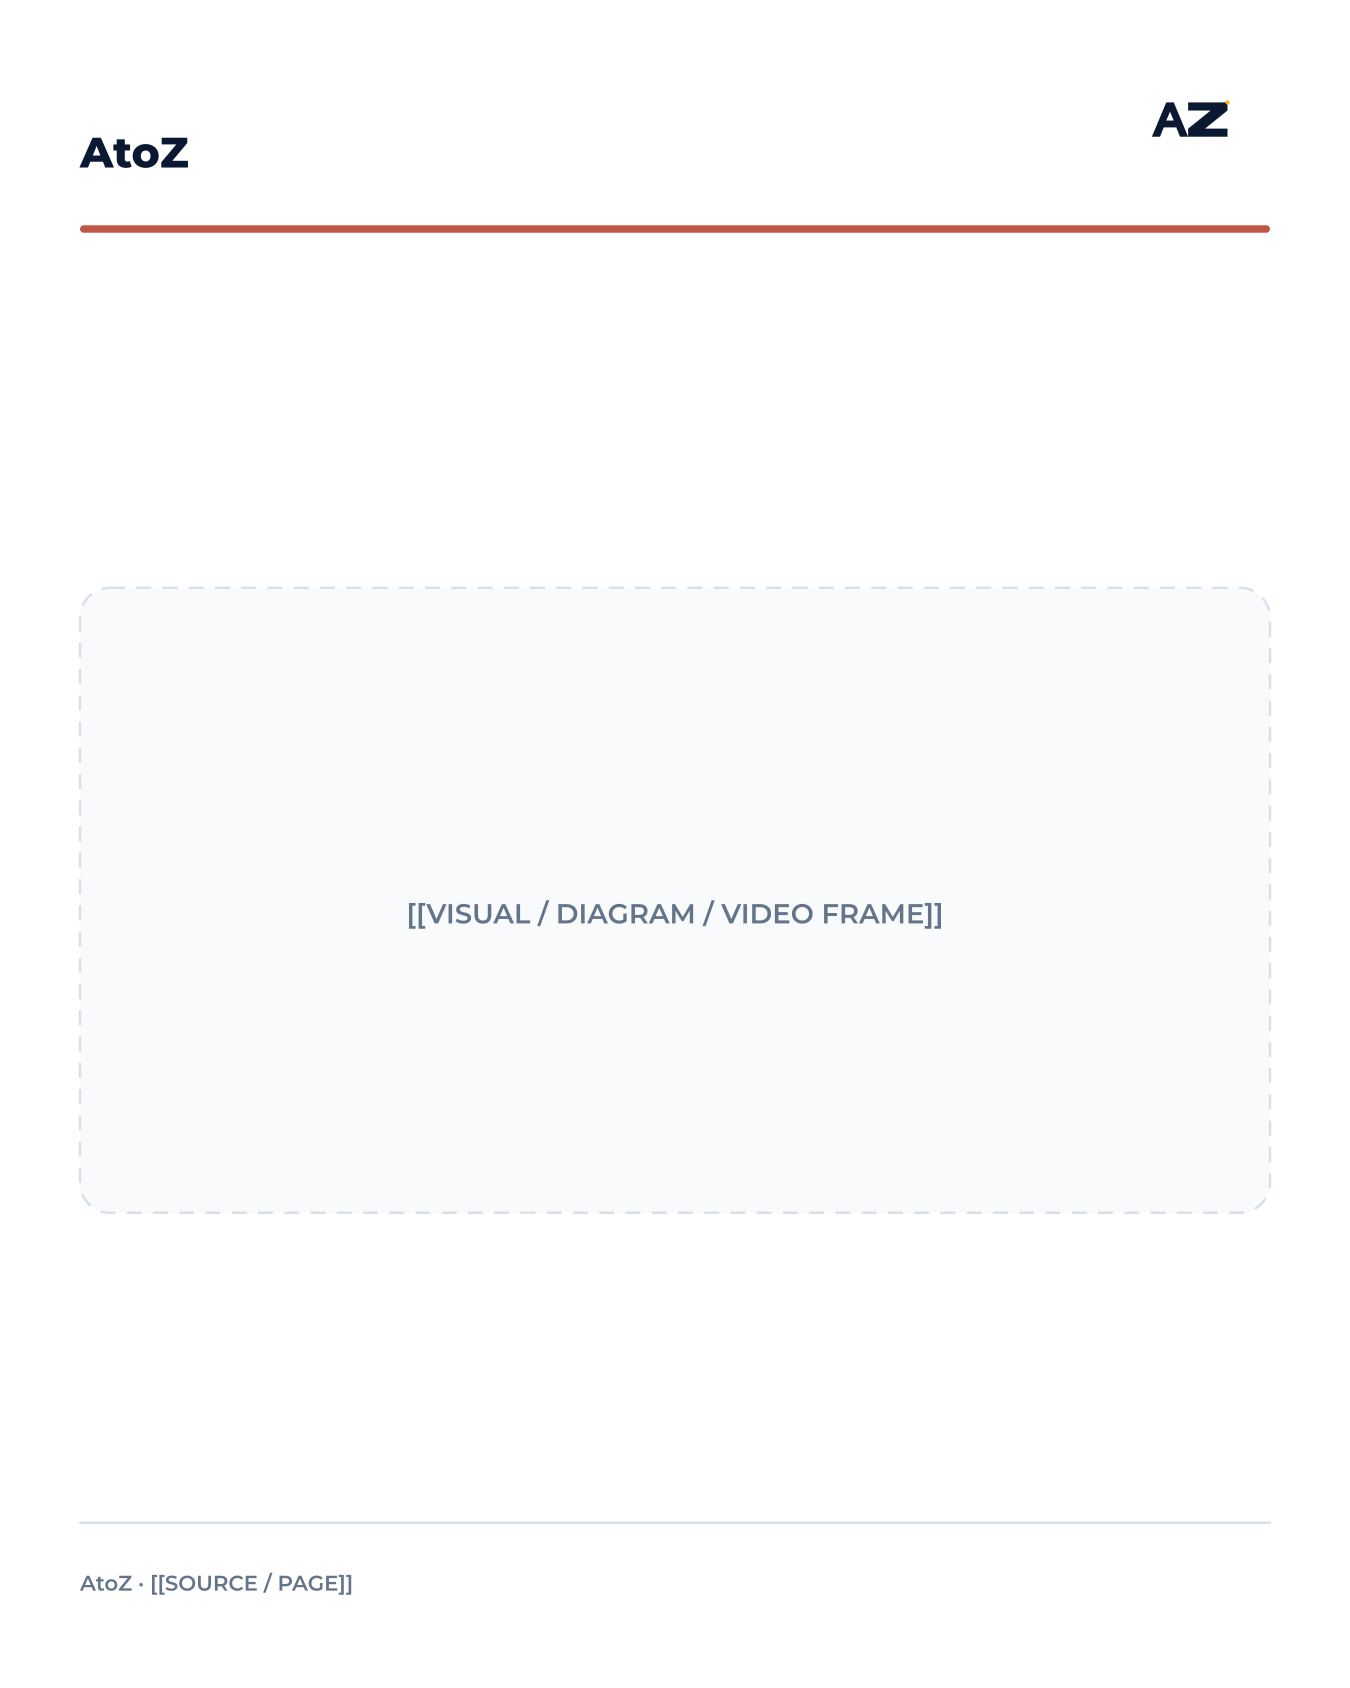 AZ
AtoZ
[[VISUAL / DIAGRAM / VIDEO FRAME]]
AtoZ · [[SOURCE / PAGE]]